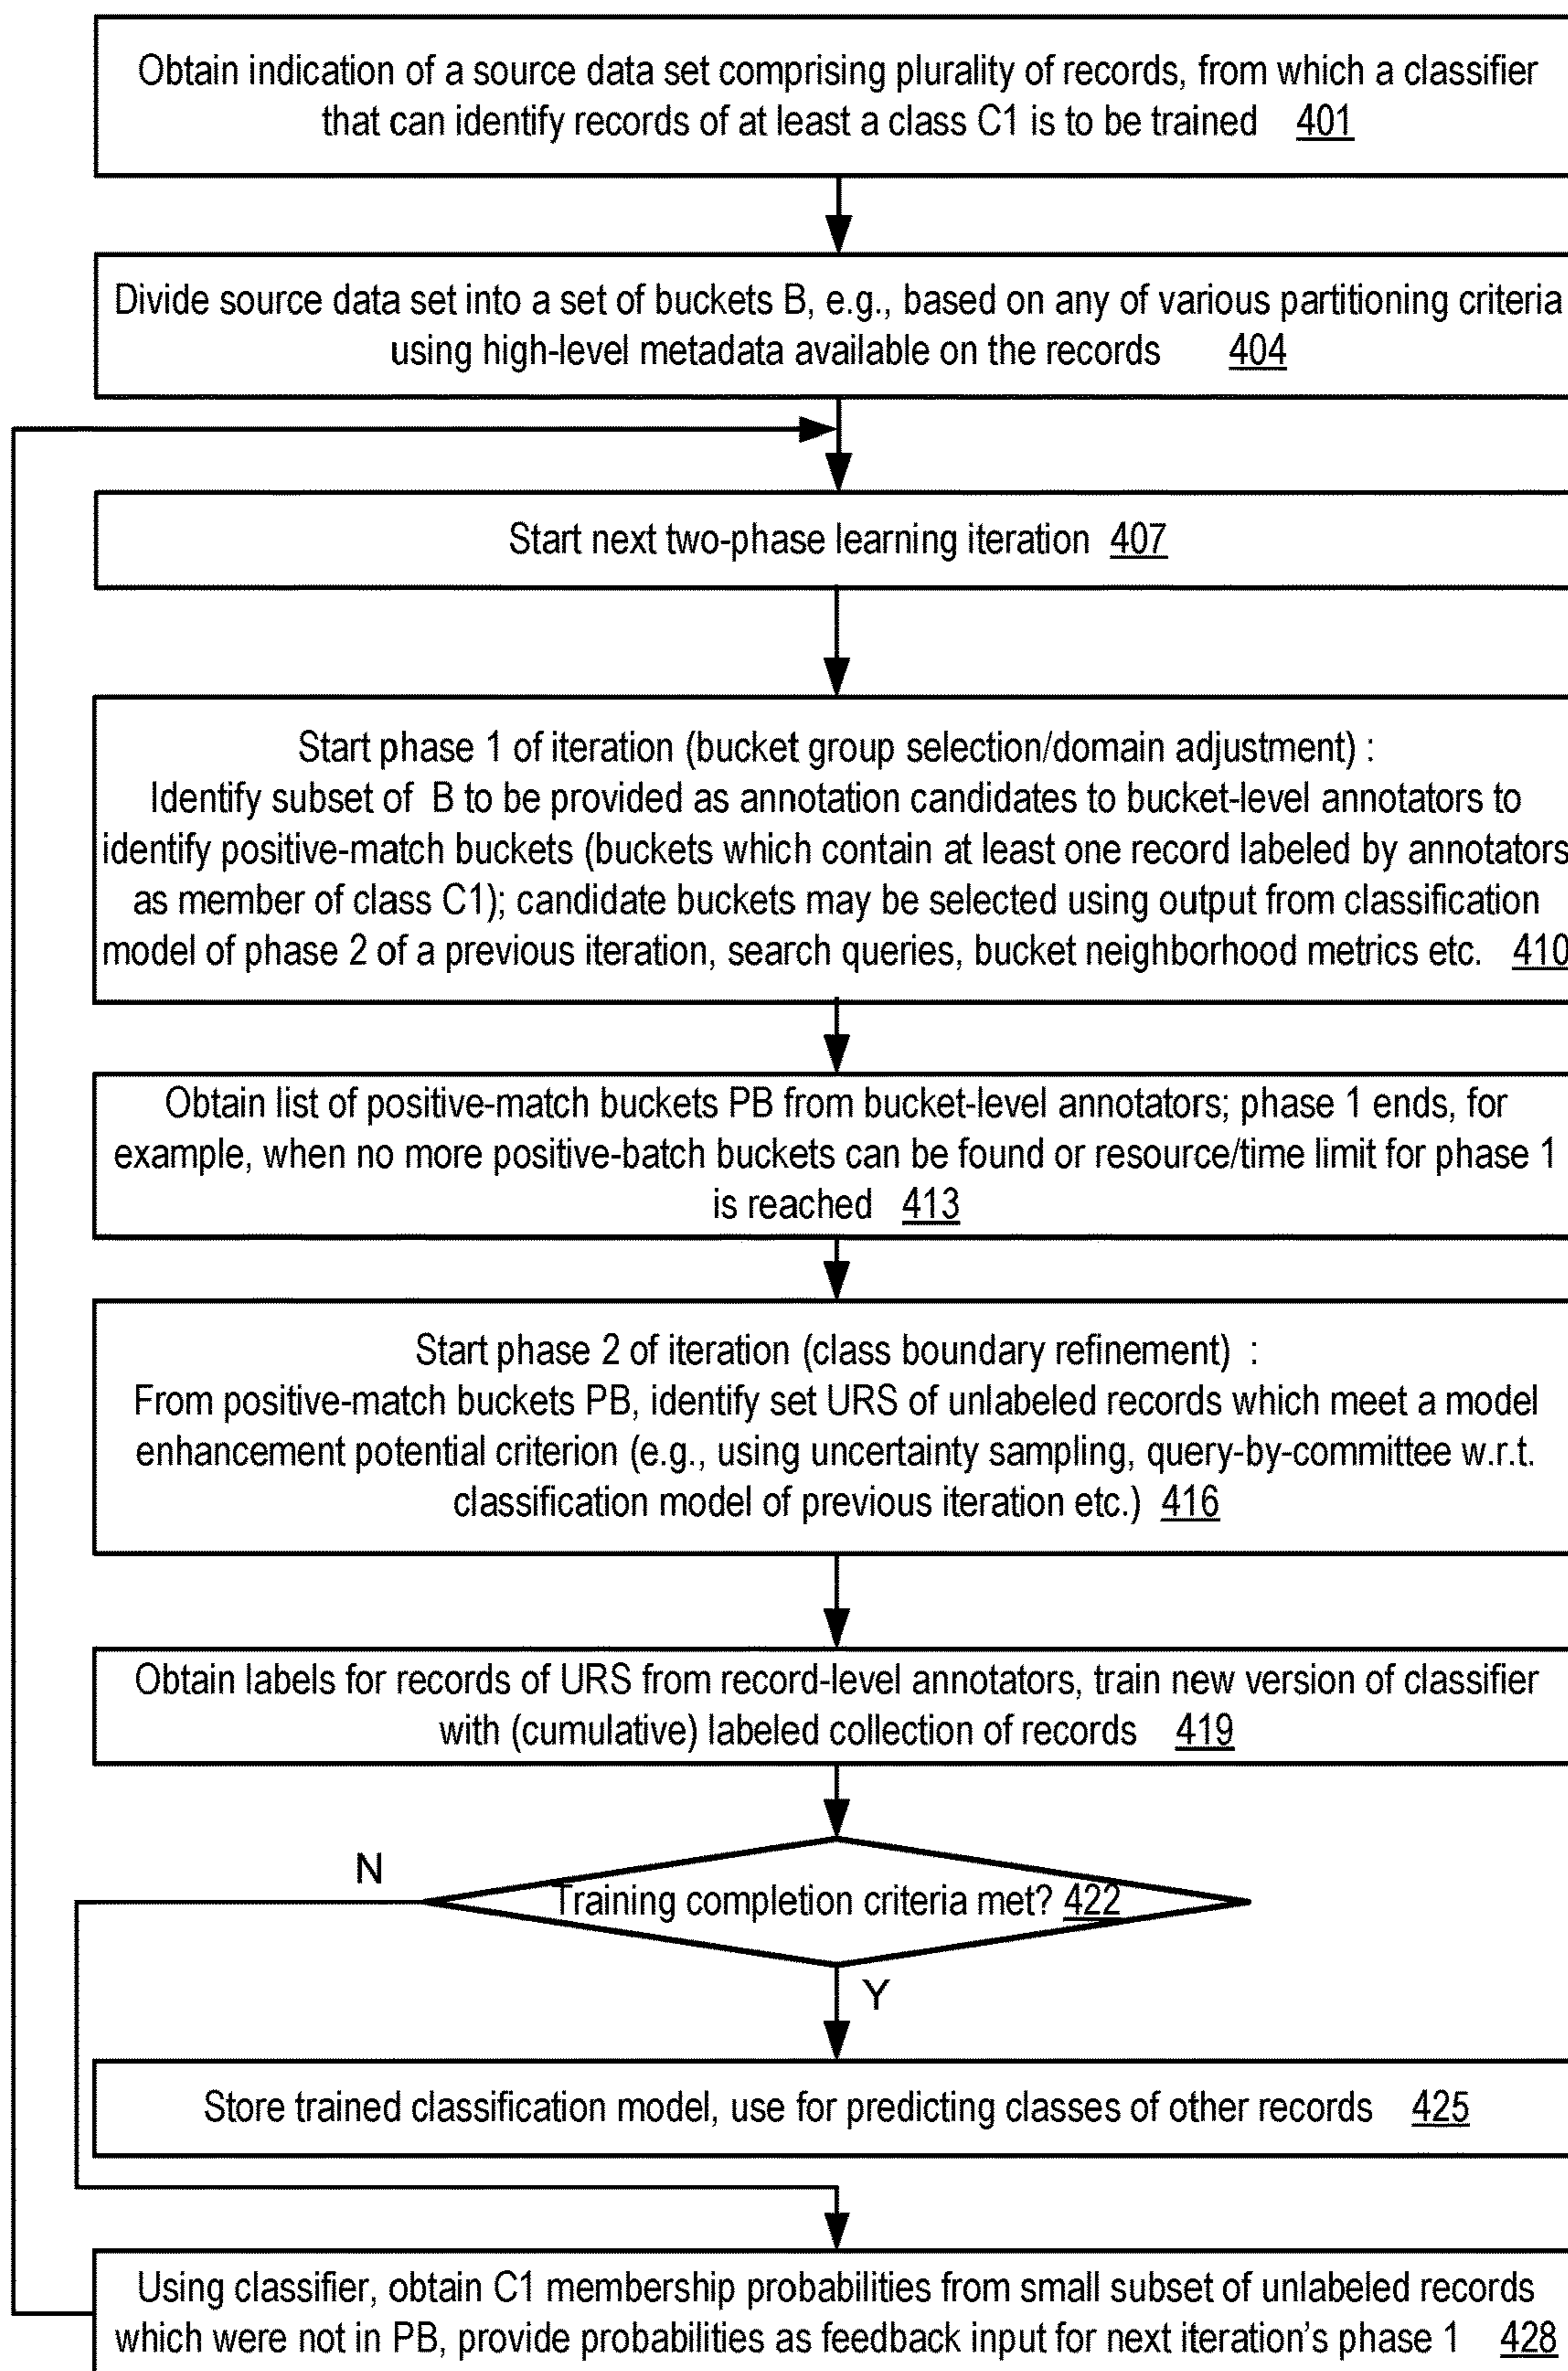 Obtain indication of a source data set comprising plurality of records, from which a classifier
that can identify records of at least a class C1 is to be trained 401
Divide source data set into a set of buckets B, e.g., based on any of various partitioning criteria
using high-level metadata available on the records 404
Start next two-phase learning iteration 407
Start phase 1 of iteration (bucket group selection/domain adjustment) :
Identify subset of B to be provided as annotation candidates to bucket-level annotators to
identify positive-match buckets (buckets which contain at least one record labeled by annotators
as member of class C1); candidate buckets may be selected using output from classification
model of phase 2 of a previous iteration, search queries, bucket neighborhood metrics etc. 410
Obtain list of positive-match buckets PB from bucket-level annotators; phase 1 ends, for
example, when no more positive-batch buckets can be found or resource/time limit for phase 1
is reached 413
Start phase 2 of iteration (class boundary refinement) :
From positive-match buckets PB, identify set URS of unlabeled records which meet a model
enhancement potential criterion (e.g., using uncertainty sampling, query-by-committee w.r.t.
classification model of previous iteration etc.) 416
Obtain labels for records of URS from record-level annotators, train new version of classifier
with (cumulative) labeled collection of records 419
N
Training completion criteria met? 422
Y
Store trained classification model, use for predicting classes of other records 425
Using classifier, obtain C1 membership probabilities from small subset of unlabeled records
which were not in PB, provide probabilities as feedback input for next iteration's phase 1 428